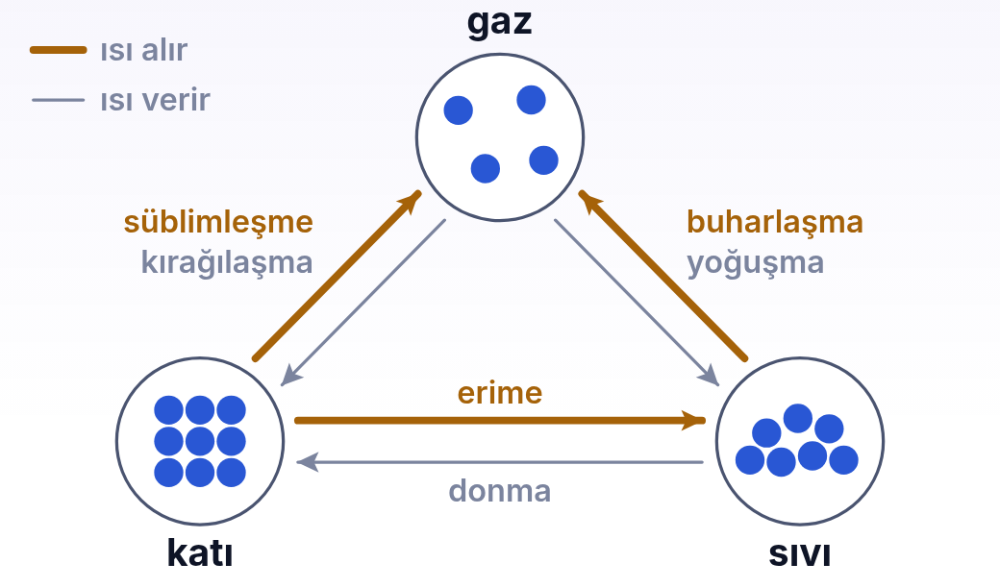 gaz
ısı alır
ısı verir
süblimleşme
kırağılaşma
buharlaşma
yoğuşma
erime
donma
katı
sıvı